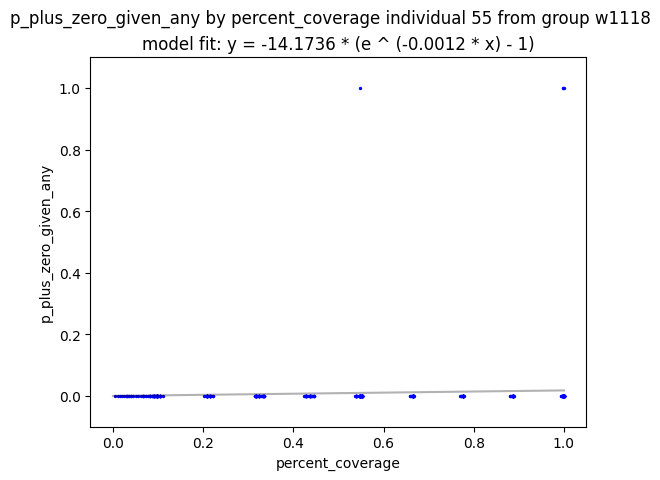 p_plus_zero_given_any by percent_coverage individual 55 from group w1118
model fit: y = -14.1736 * (e ^ (-0.0012 * x) - 1)
1.0
0.8
0.6
0.4
0.2
0.0
p_plus_zero_given_any
0.0 0.2 0.4 0.6 0.8 1.0
percent_coverage